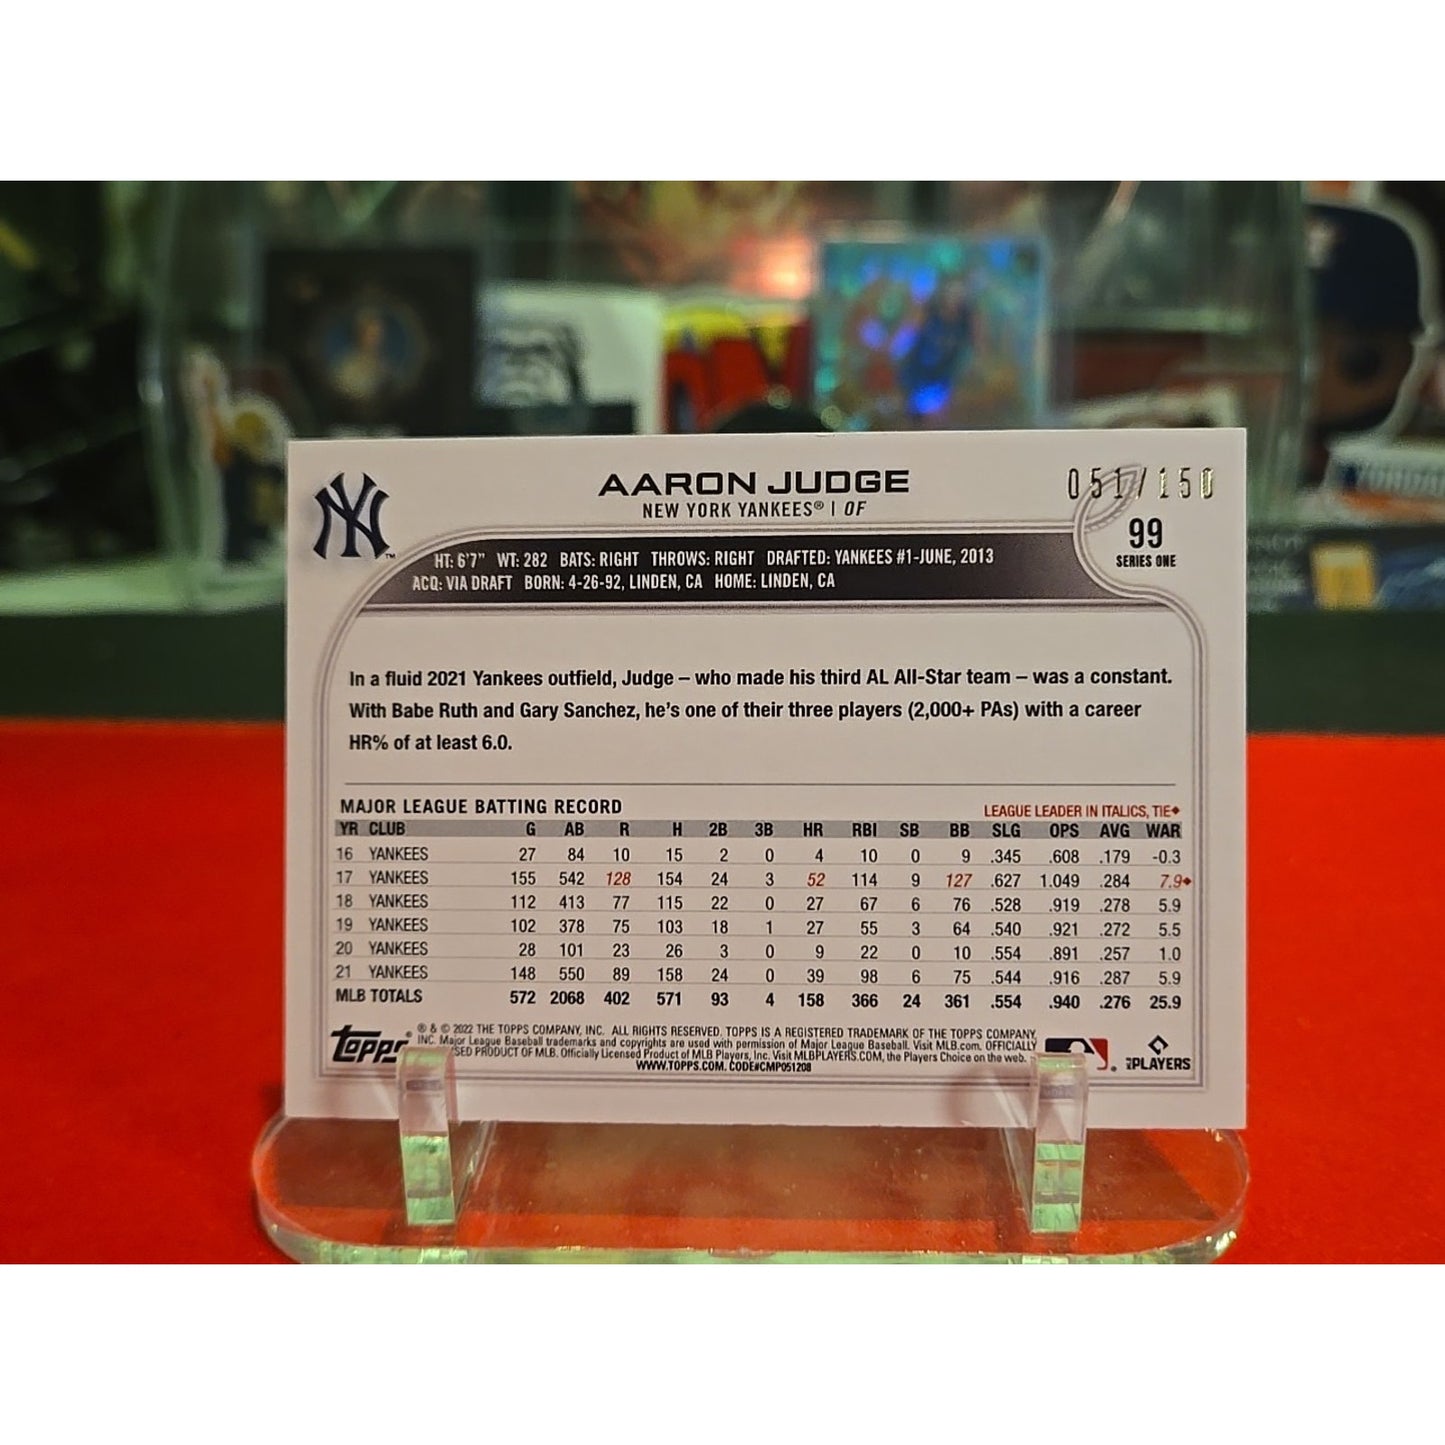 AARON JUDGE
NEW YORK YANKEES® | OF
051/150
99
SERIES ONE
NY™
HT: 6'7" WT: 282 BATS: RIGHT THROWS: RIGHT DRAFTED: YANKEES #1-JUNE, 2013
ACQ: VIA DRAFT BORN: 4-26-92, LINDEN, CA HOME: LINDEN, CA
In a fluid 2021 Yankees outfield, Judge – who made his third AL All-Star team – was a constant.
With Babe Ruth and Gary Sanchez, he's one of their three players (2,000+ PAs) with a career
HR% of at least 6.0.
MAJOR LEAGUE BATTING RECORD
LEAGUE LEADER IN ITALICS, TIE♦
YR CLUB G AB R H 2B 3B HR RBI SB BB SLG OPS AVG WAR
16 YANKEES 27 84 10 15 2 0 4 10 0 9 .345 .608 .179 -0.3
17 YANKEES 155 542 128 154 24 3 52 114 9 127 .627 1.049 .284 7.9♦
18 YANKEES 112 413 77 115 22 0 27 67 6 76 .528 .919 .278 5.9
19 YANKEES 102 378 75 103 18 1 27 55 3 64 .540 .921 .272 5.5
20 YANKEES 28 101 23 26 3 0 9 22 0 10 .554 .891 .257 1.0
21 YANKEES 148 550 89 158 24 0 39 98 6 75 .544 .916 .287 5.9
MLB TOTALS 572 2068 402 571 93 4 158 366 24 361 .554 .940 .276 25.9
Topps®
® & © 2022 THE TOPPS COMPANY, INC. ALL RIGHTS RESERVED. TOPPS IS A REGISTERED TRADEMARK OF THE TOPPS COMPANY,
INC. Major League Baseball trademarks and copyrights are used with permission of Major League Baseball. Visit MLB.com. OFFICIALLY
SED PRODUCT OF MLB. Officially Licensed Product of MLB Players, Inc. Visit MLBPLAYERS.COM, the Players Choice on the web.
WWW.TOPPS.COM. CODE#CMP051208
MLB PLAYERS